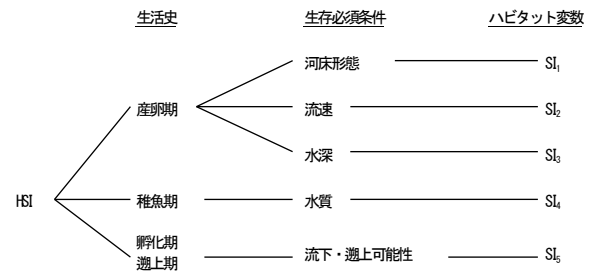 生活史 生存必須条件 ハビタット変数
河床形態 SI₁
産卵期 流速 SI₂
水深 SI₃
HSI 稚魚期 水質 SI₄
孵化期
遡上期 流下・遡上可能性 SI₅